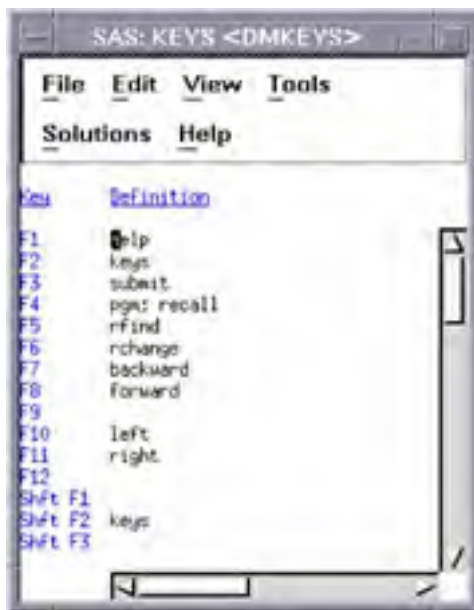 SAS: KEYS <DMKEYS>
File Edit View Tools
Solutions Help
Key Definition
F1 help
F2 keys
F3 submit
F4 pgm; recall
F5 rfind
F6 rchange
F7 backward
F8 forward
F9
F10 left
F11 right
F12
Shft F1
Shft F2 keys
Shft F3